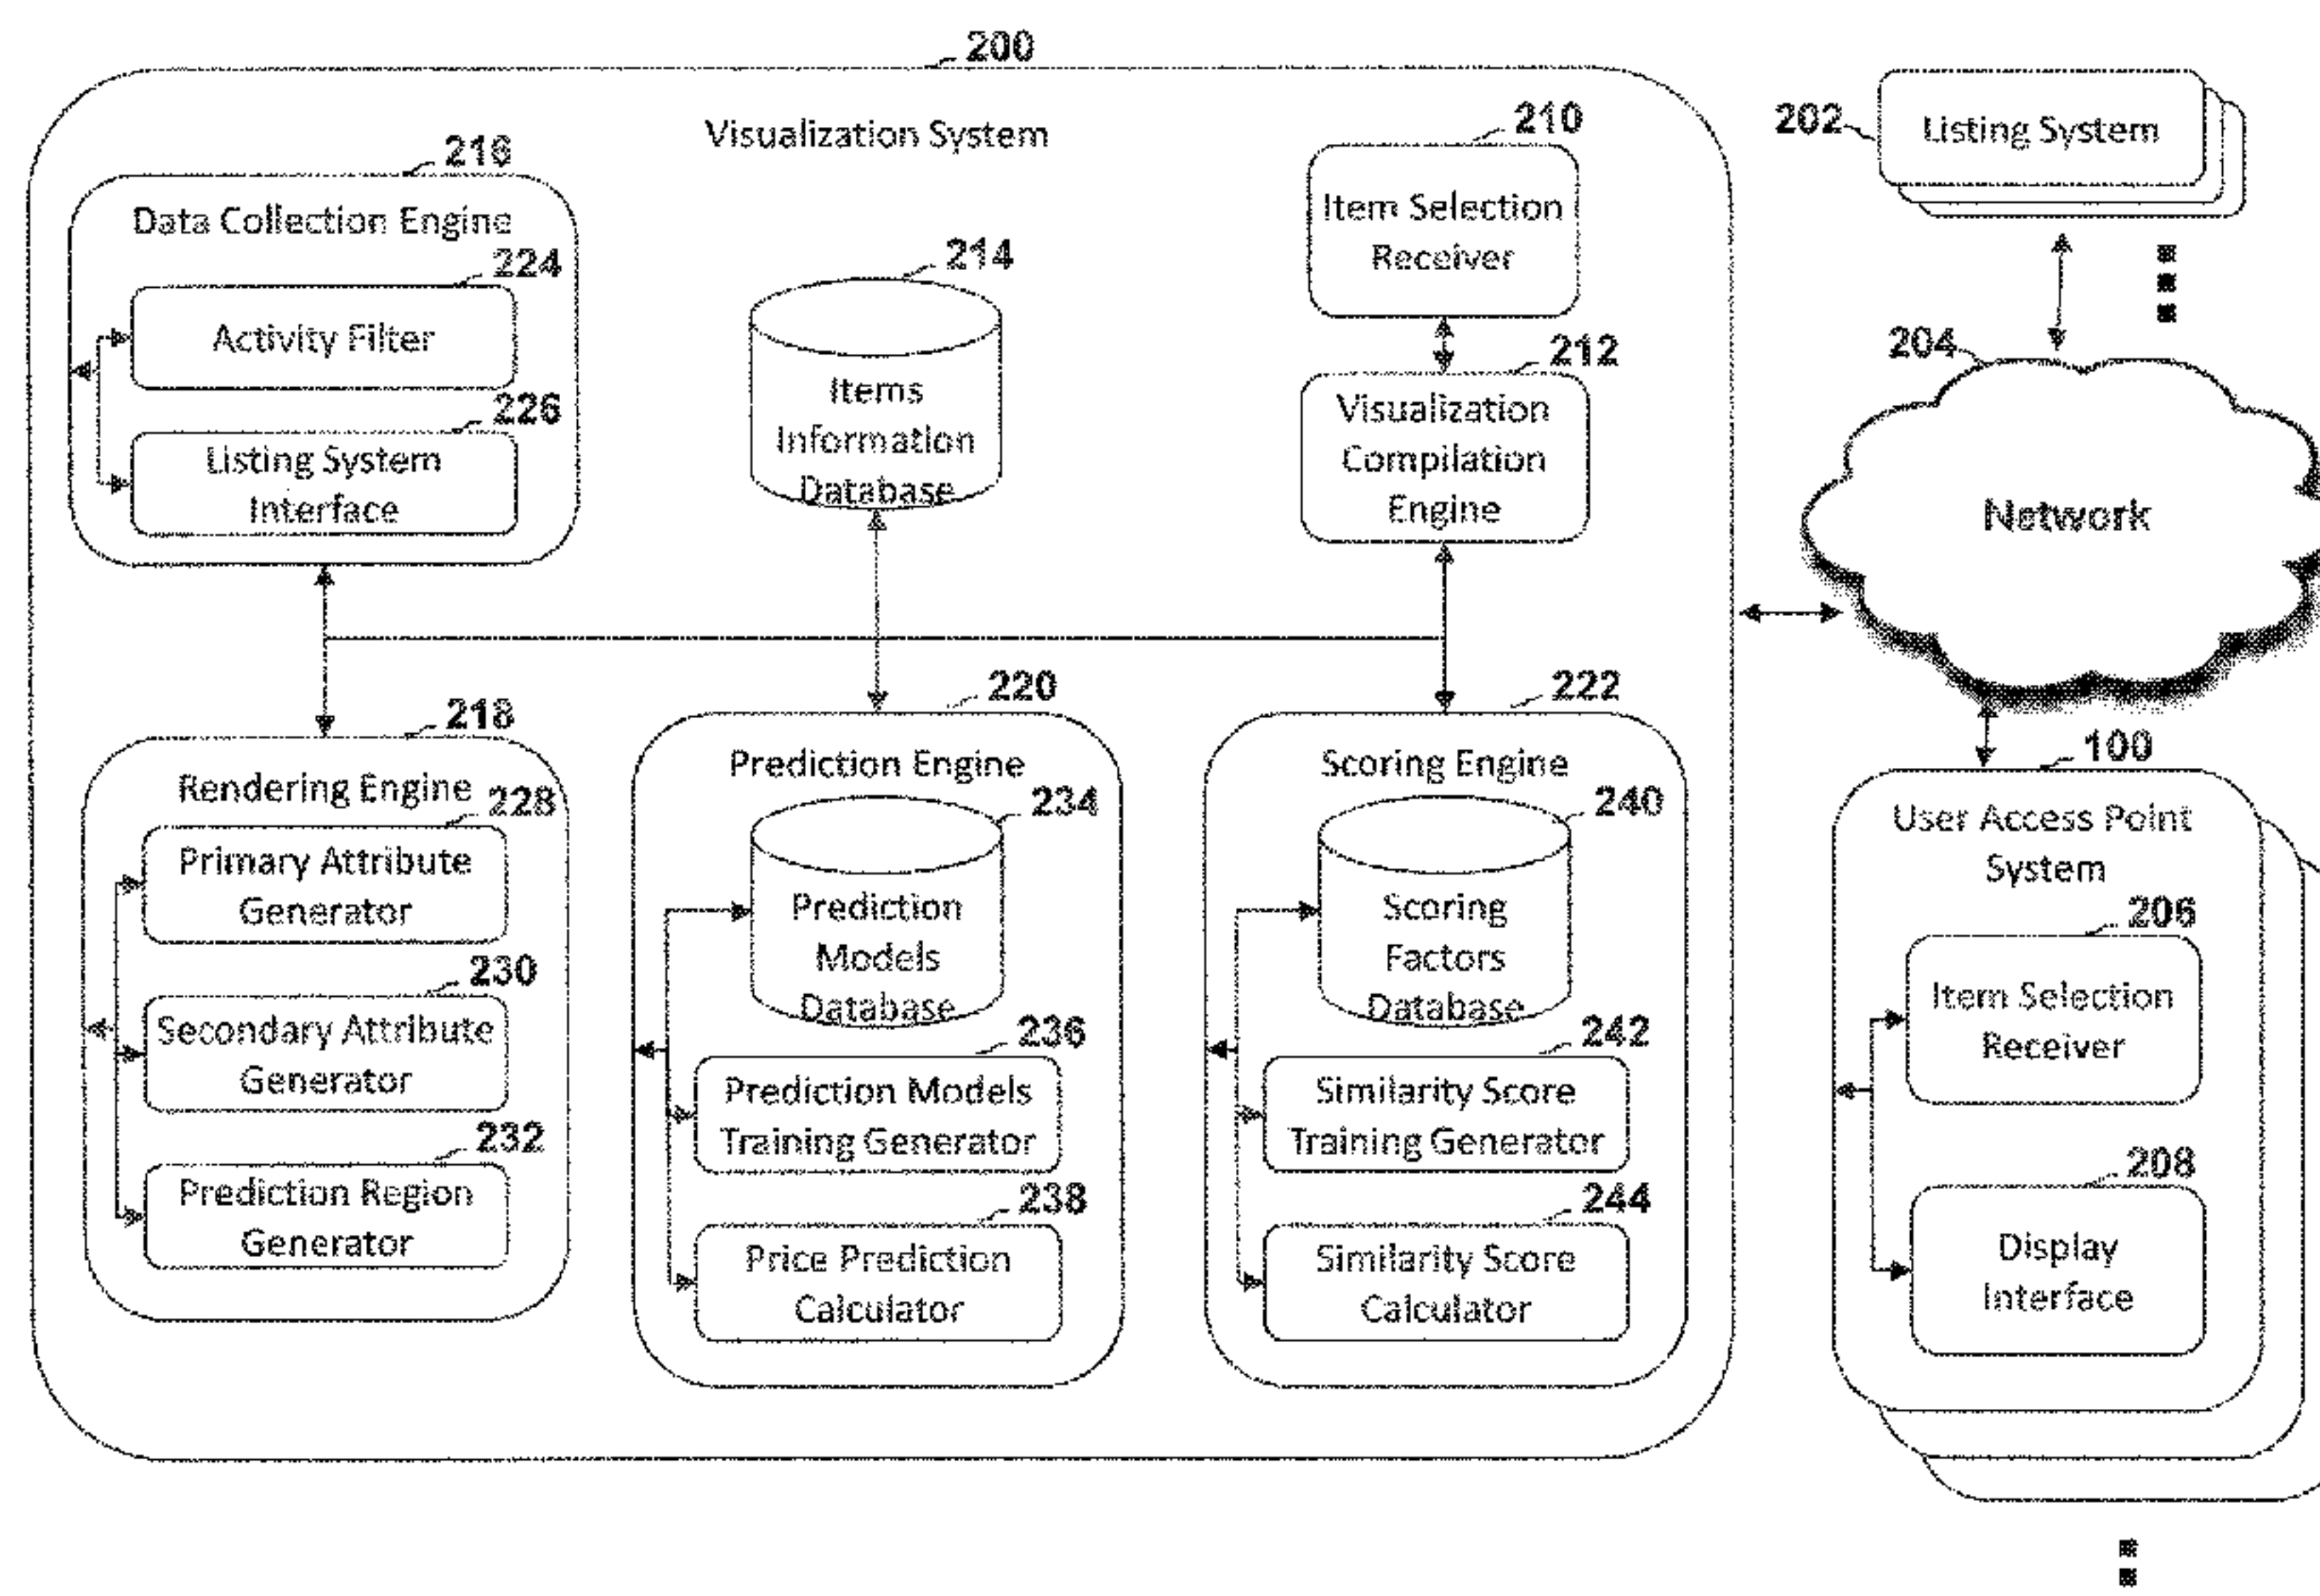 200
Visualization System
216
Data Collection Engine
224
Activity Filter
226
Listing System
Interface
214
Items
Information
Database
210
Item Selection
Receiver
212
Visualization
Compilation
Engine
218
Rendering Engine
228
Primary Attribute
Generator
230
Secondary Attribute
Generator
232
Prediction Region
Generator
220
Prediction Engine
234
Prediction
Models
Database
236
Prediction Models
Training Generator
238
Price Prediction
Calculator
222
Scoring Engine
240
Scoring
Factors
Database
242
Similarity Score
Training Generator
244
Similarity Score
Calculator
202
Listing System
204
Network
100
User Access Point
System
206
Item Selection
Receiver
208
Display
Interface